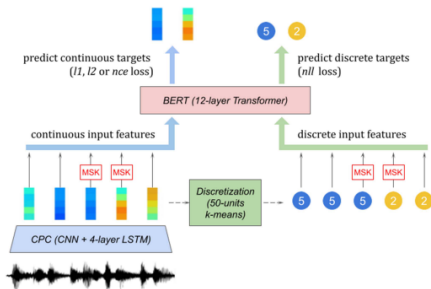 5 2
predict continuous targets
(l1, l2 or nce loss)
predict discrete targets
(nll loss)
BERT (12-layer Transformer)
continuous input features
discrete input features
MSK MSK
MSK MSK
Discretization
(50-units
k-means)
5 5 5 2 2
CPC (CNN + 4-layer LSTM)